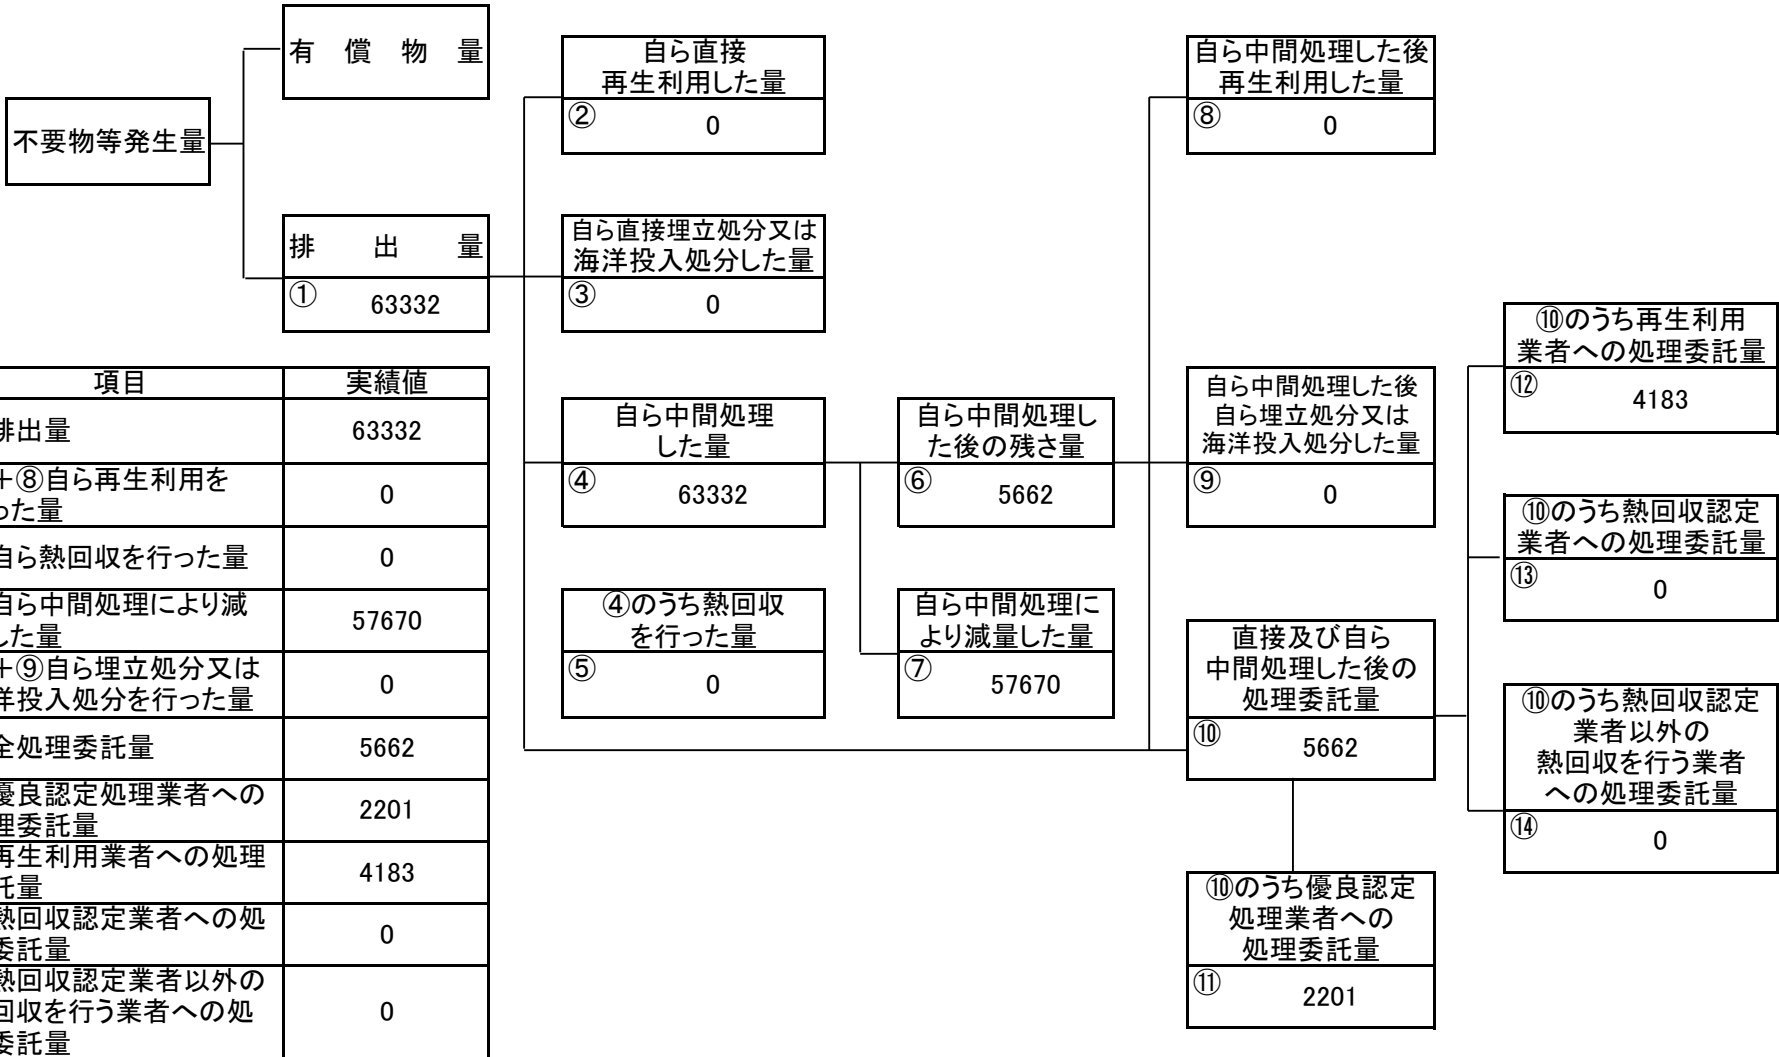 有償物量
不要物等発生量
排出量
① 63332
自ら直接
再生利用した量
② 0
自ら直接埋立処分又は
海洋投入処分した量
③ 0
自ら中間処理
した量
④ 63332
④のうち熱回収
を行った量
⑤ 0
自ら中間処理し
た後の残さ量
⑥ 5662
自ら中間処理に
より減量した量
⑦ 57670
自ら中間処理した後
再生利用した量
⑧ 0
自ら中間処理した後
自ら埋立処分又は
海洋投入処分した量
⑨ 0
直接及び自ら
中間処理した後の
処理委託量
⑩ 5662
⑩のうち優良認定
処理業者への
処理委託量
⑪ 2201
⑩のうち再生利用
業者への処理委託量
⑫ 4183
⑩のうち熱回収認定
業者への処理委託量
⑬ 0
⑩のうち熱回収認定
業者以外の
熱回収を行う業者
への処理委託量
⑭ 0
項目 実績値
排出量 63332
+⑧自ら再生利用を
った量 0
自ら熱回収を行った量 0
自ら中間処理により減
した量 57670
+⑨自ら埋立処分又は
洋投入処分を行った量 0
全処理委託量 5662
優良認定処理業者への
理委託量 2201
再生利用業者への処理
託量 4183
熱回収認定業者への処
委託量 0
熱回収認定業者以外の
回収を行う業者への処
委託量 0